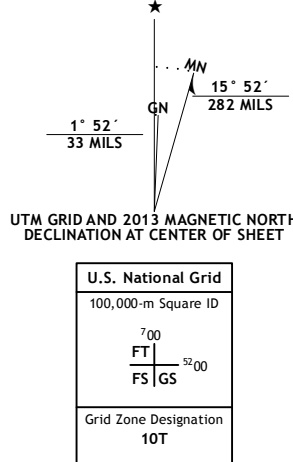 ★
MN
GN
15° 52´
282 MILS
1° 52´
33 MILS
UTM GRID AND 2013 MAGNETIC NORTH
DECLINATION AT CENTER OF SHEET
U.S. National Grid
100,000-m Square ID
700
FT
5200
FS GS
Grid Zone Designation
10T